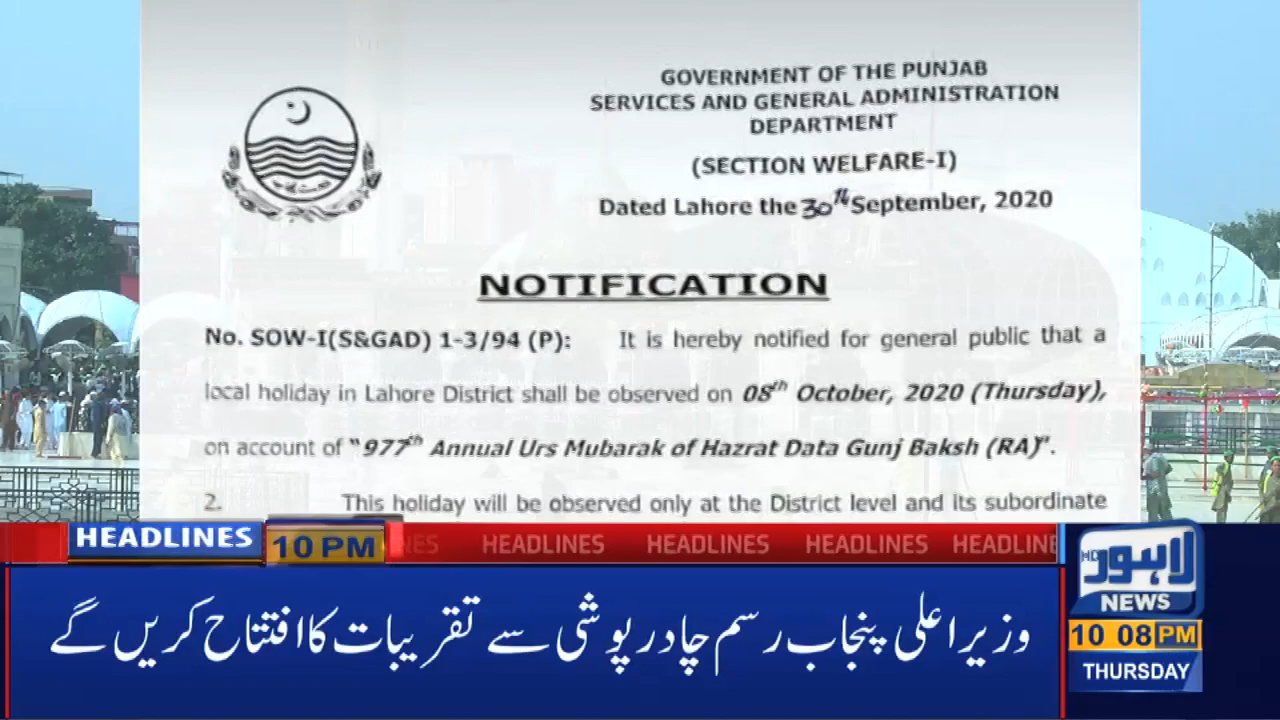 GOVERNMENT OF THE PUNJAB
SERVICES AND GENERAL ADMINISTRATION
DEPARTMENT
(SECTION WELFARE-I)
Dated Lahore the 30th September, 2020
NOTIFICATION
No. SOW-I(S&GAD) 1-3/94 (P): It is hereby notified for general public that a
local holiday in Lahore District shall be observed on 08th October, 2020 (Thursday),
on account of "977th Annual Urs Mubarak of Hazrat Data Gunj Baksh (RA)".
2. This holiday will be observed only at the District level and its subordinate
HEADLINES 10 PM HEADLINES HEADLINES HEADLINES HEADLINE
وزیراعلی پنجاب رسم چادر پوشی سے تقریبات کا افتتاح کریں گے
HD لاہور
NEWS
10 08 PM
THURSDAY